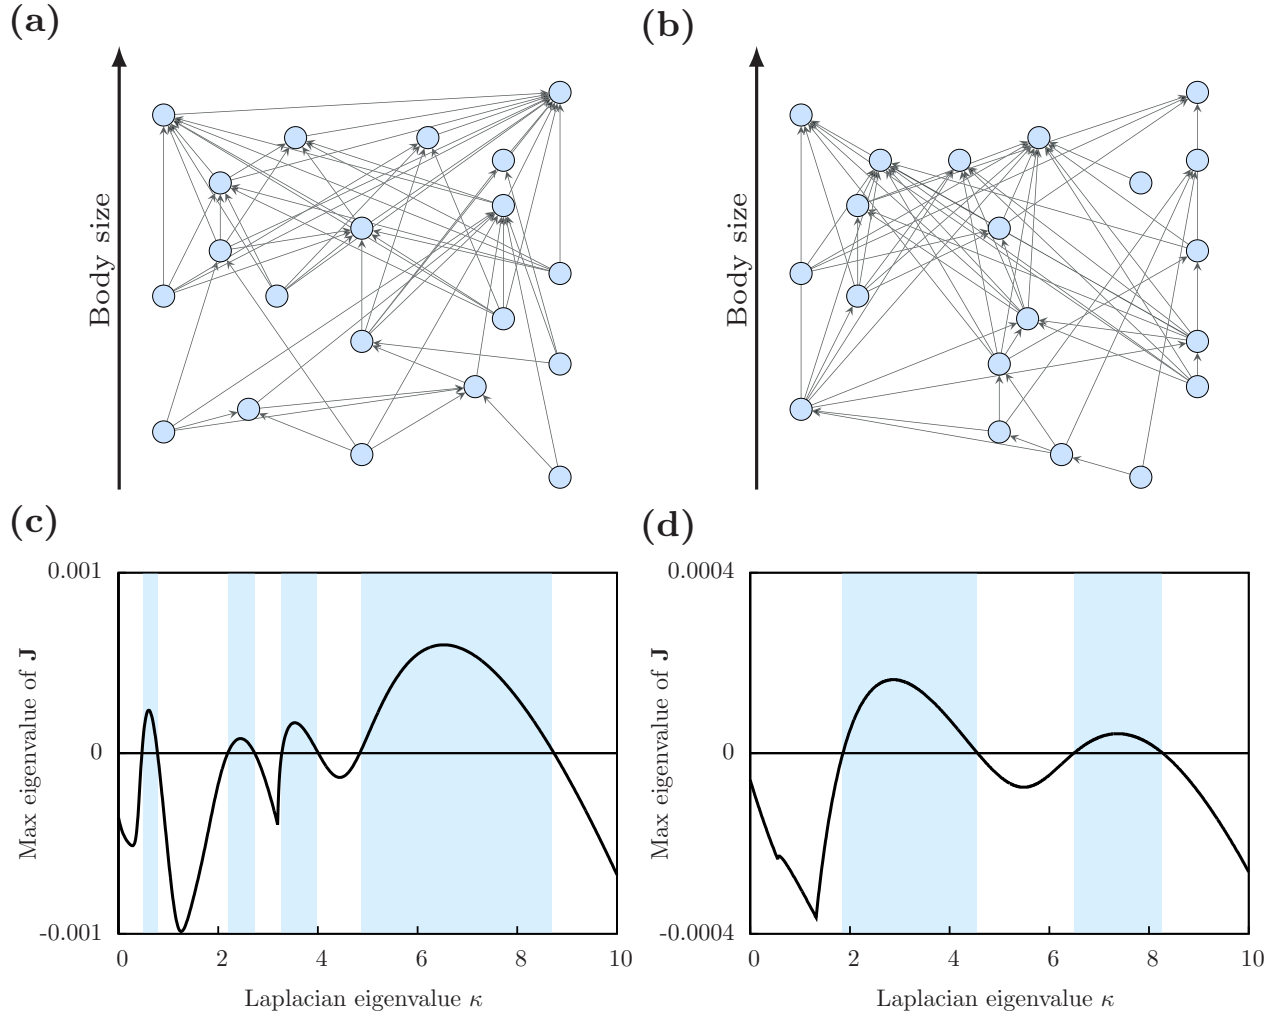 (a)
(b)
Body size
Body size
(c)
(d)
0.001
0
-0.001
Max eigenvalue of J
0 2 4 6 8 10
Laplacian eigenvalue κ
0.0004
0
-0.0004
Max eigenvalue of J
0 2 4 6 8 10
Laplacian eigenvalue κ